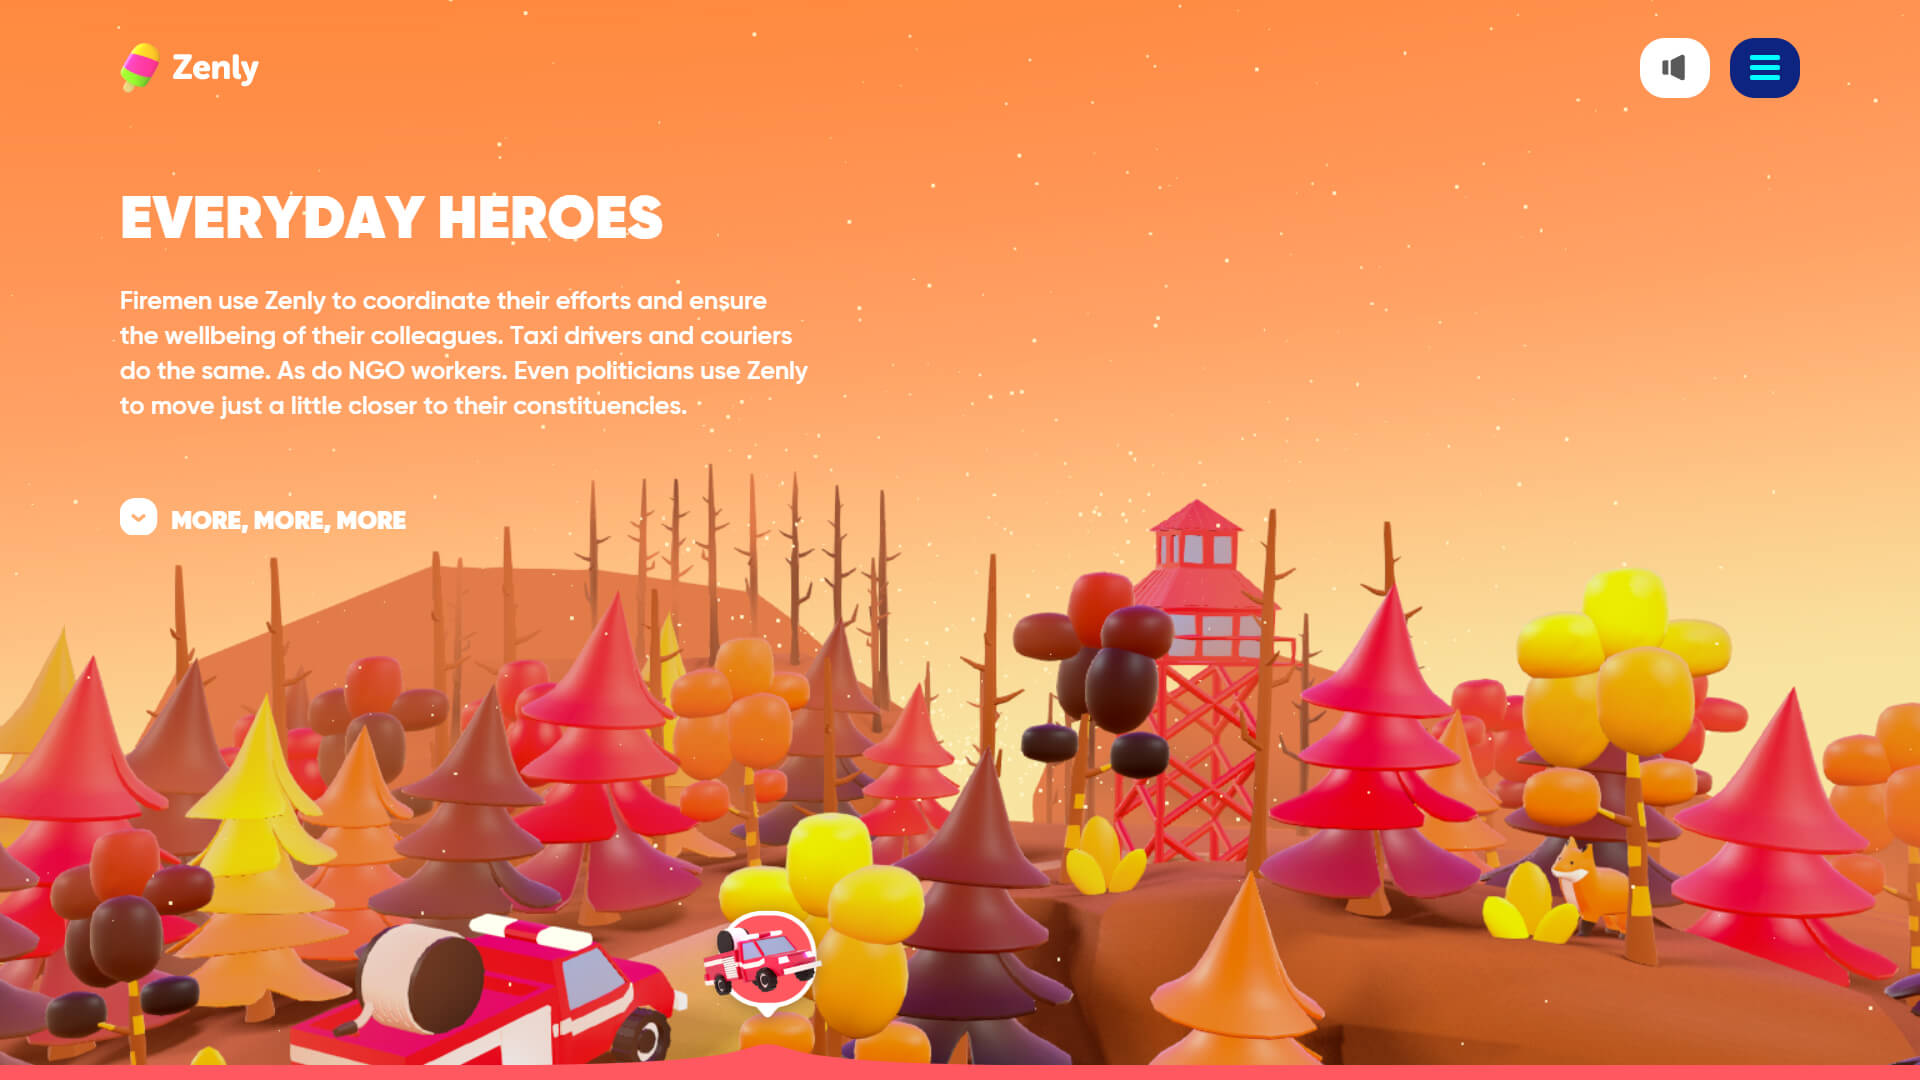 Zenly
EVERYDAY HEROES
Firemen use Zenly to coordinate their efforts and ensure
the wellbeing of their colleagues. Taxi drivers and couriers
do the same. As do NGO workers. Even politicians use Zenly
to move just a little closer to their constituencies.
MORE, MORE, MORE